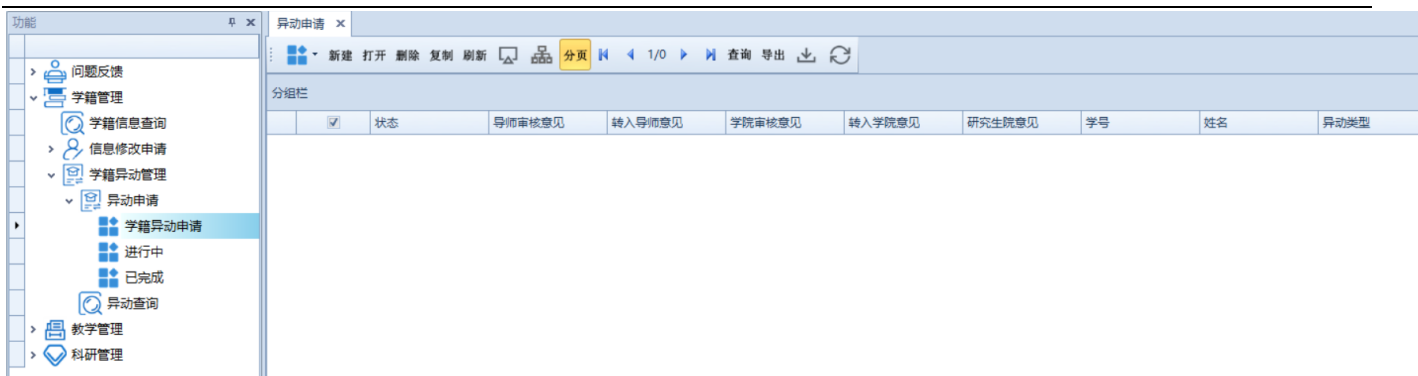 功能
异动申请
新建 打开 删除 复制 刷新 分页 1/0 查询 导出
分组栏
状态 导师审核意见 转入导师意见 学院审核意见 转入学院意见 研究生院意见 学号 姓名 异动类型
问题反馈
学籍管理
学籍信息查询
信息修改申请
学籍异动管理
异动申请
学籍异动申请
进行中
已完成
异动查询
教学管理
科研管理